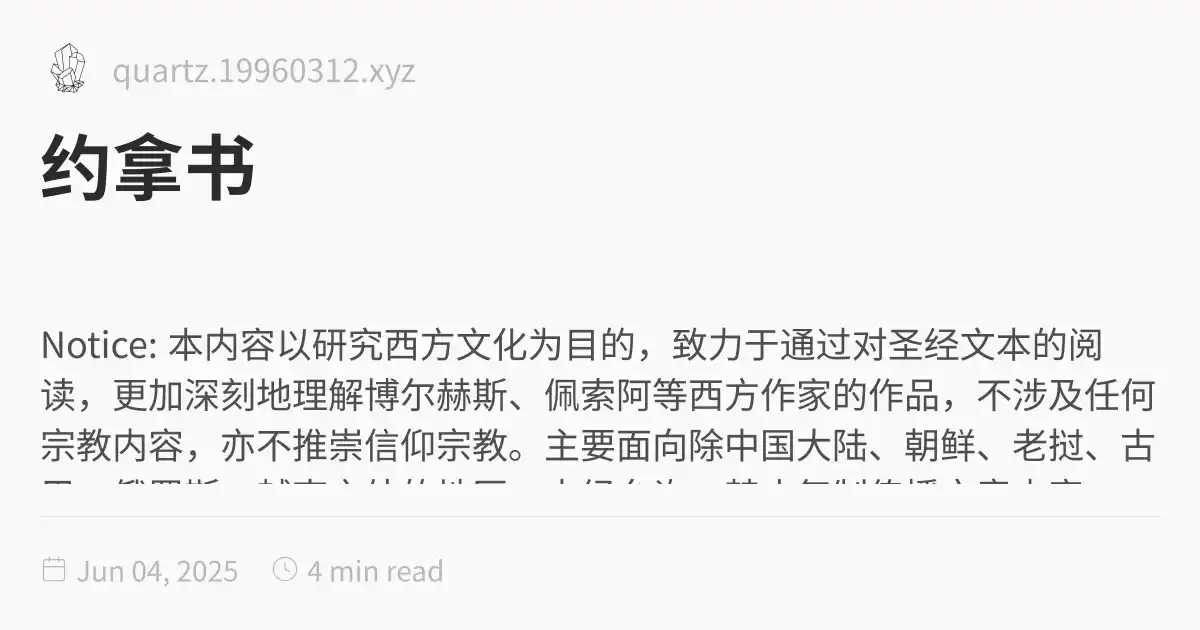 quartz.19960312.xyz
约拿书
Notice: 本内容以研究西方文化为目的，致力于通过对圣经文本的阅
读，更加深刻地理解博尔赫斯、佩索阿等西方作家的作品，不涉及任何
宗教内容，亦不推崇信仰宗教。主要面向除中国大陆、朝鲜、老挝、古
Jun 04, 2025
4 min read